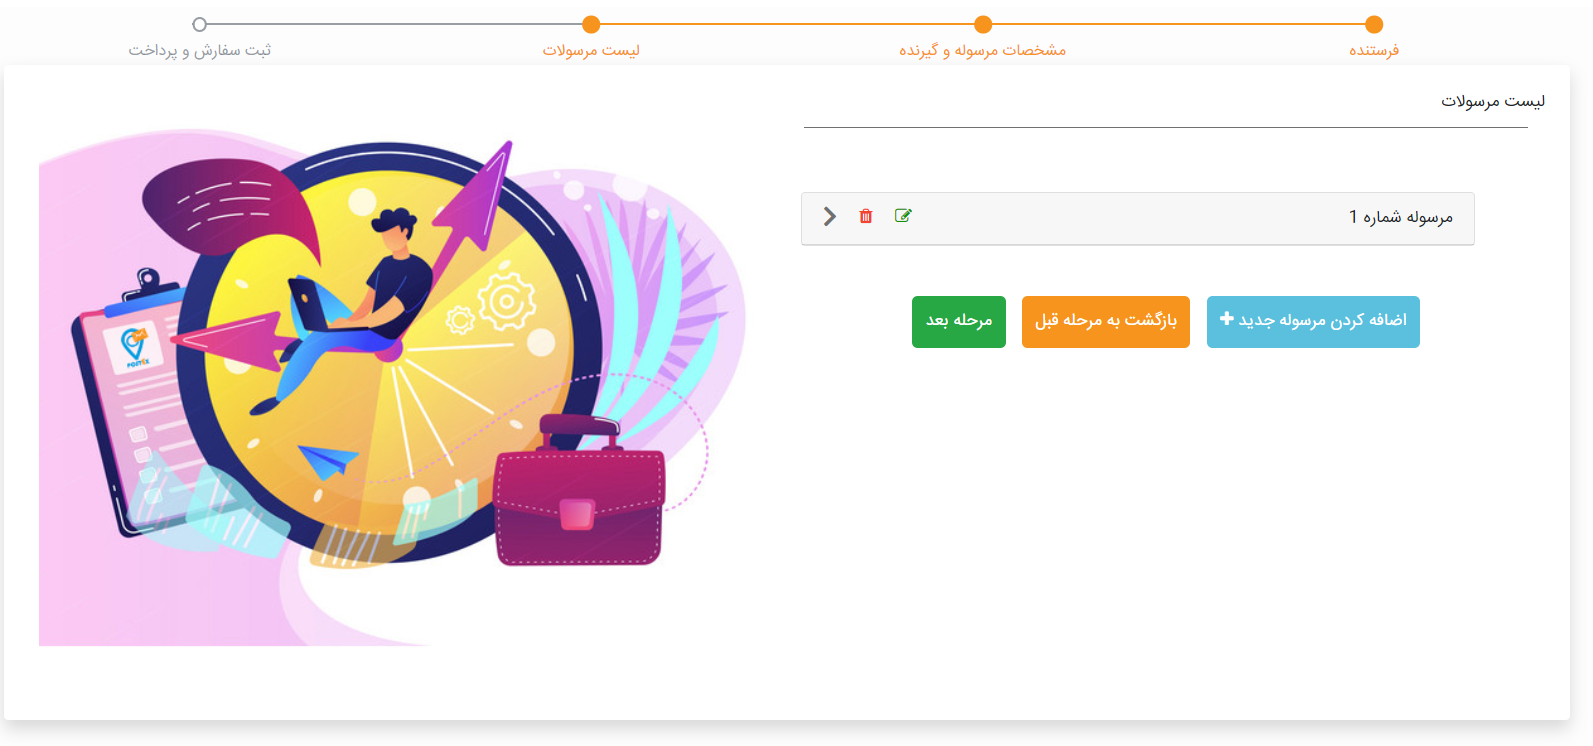 فرستنده
مشخصات مرسوله و گیرنده
لیست مرسولات
ثبت سفارش و پرداخت
لیست مرسولات
مرسوله شماره 1
اضافه کردن مرسوله جدید
بازگشت به مرحله قبل
مرحله بعد
POSTEX